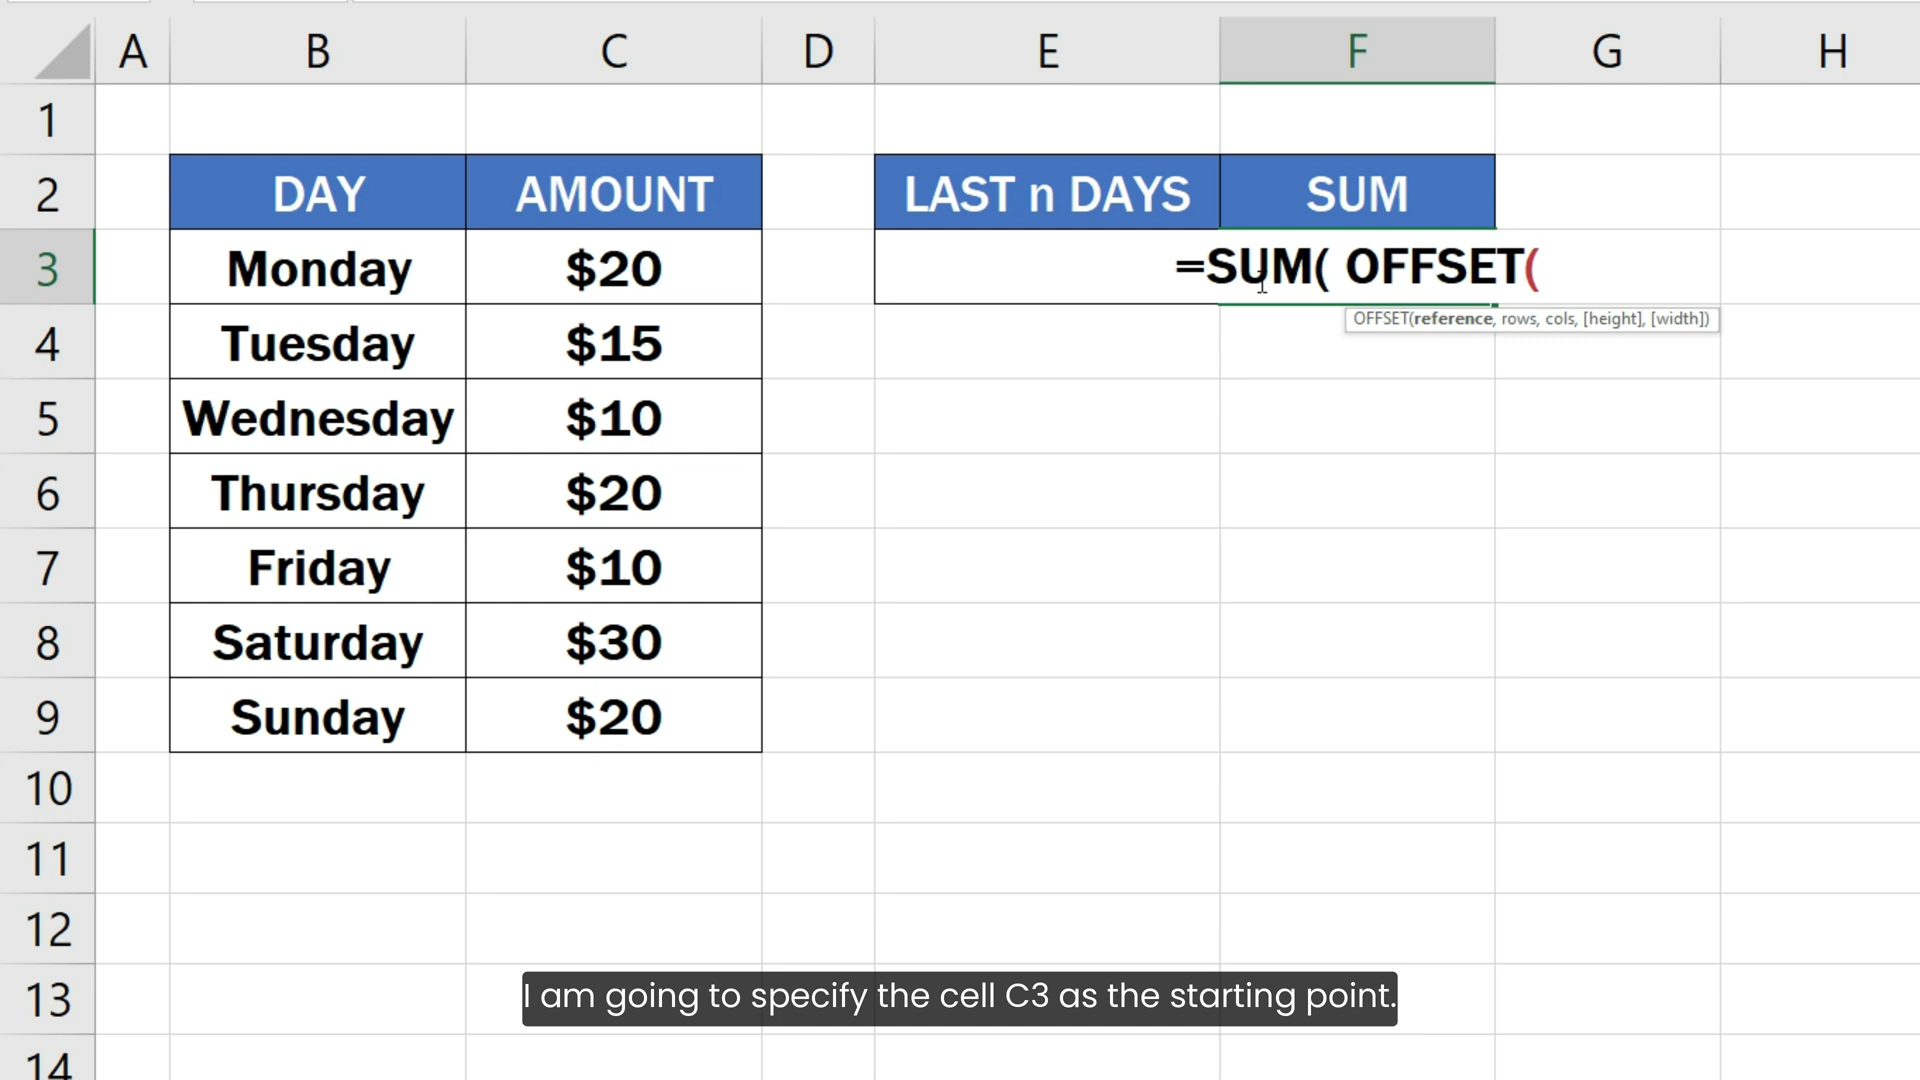 A B C D E F G H
1
2 DAY AMOUNT LAST n DAYS SUM
3 Monday $20 =SUM( OFFSET(
OFFSET(reference, rows, cols, [height], [width])
4 Tuesday $15
5 Wednesday $10
6 Thursday $20
7 Friday $10
8 Saturday $30
9 Sunday $20
10
11
12
13
I am going to specify the cell C3 as the starting point.
14